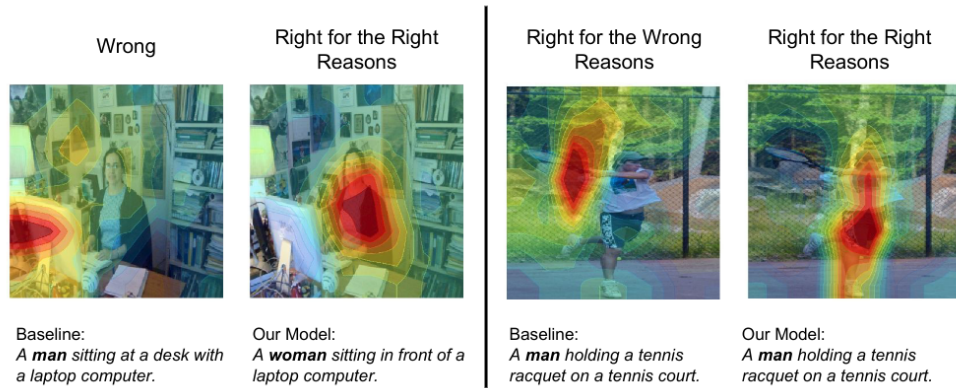 Wrong
Right for the Right
Reasons
Right for the Wrong
Reasons
Right for the Right
Reasons
Baseline:
A man sitting at a desk with
a laptop computer.
Our Model:
A woman sitting in front of a
laptop computer.
Baseline:
A man holding a tennis
racquet on a tennis court.
Our Model:
A man holding a tennis
racquet on a tennis court.